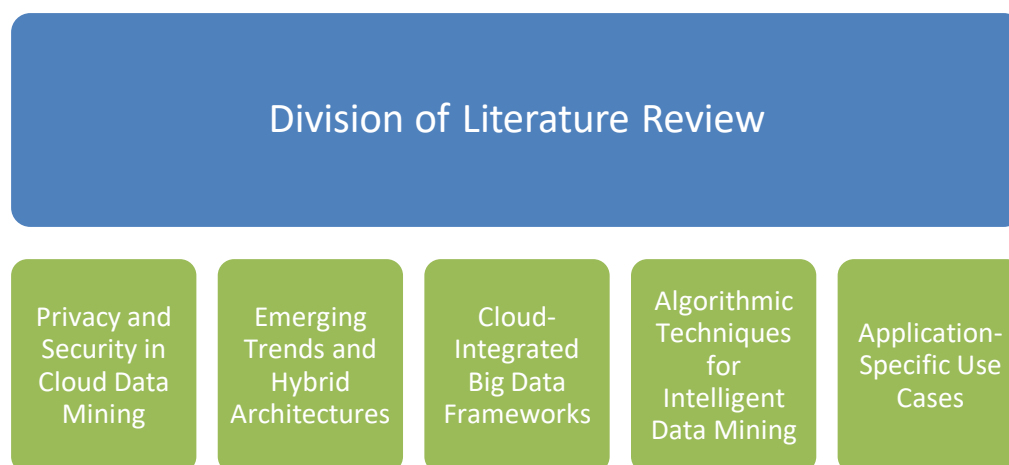 Division of Literature Review
Privacy and
Security in
Cloud Data
Mining
Emerging
Trends and
Hybrid
Architectures
Cloud-
Integrated
Big Data
Frameworks
Algorithmic
Techniques
for
Intelligent
Data Mining
Application-
Specific Use
Cases